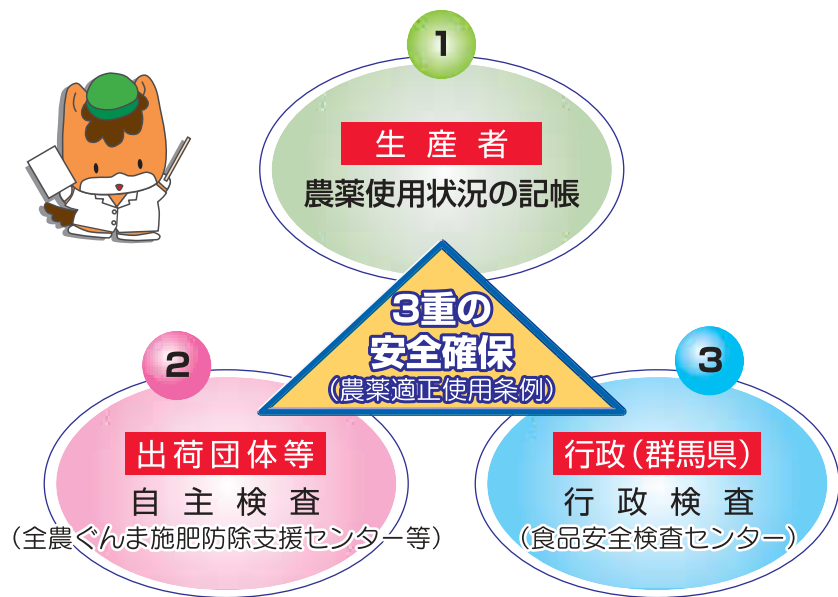 1
生産者
農薬使用状況の記帳
3重の
安全確保
(農薬適正使用条例)
2
出荷団体等
自主検査
(全農ぐんま施肥防除支援センター等)
3
行政(群馬県)
行政検査
(食品安全検査センター)